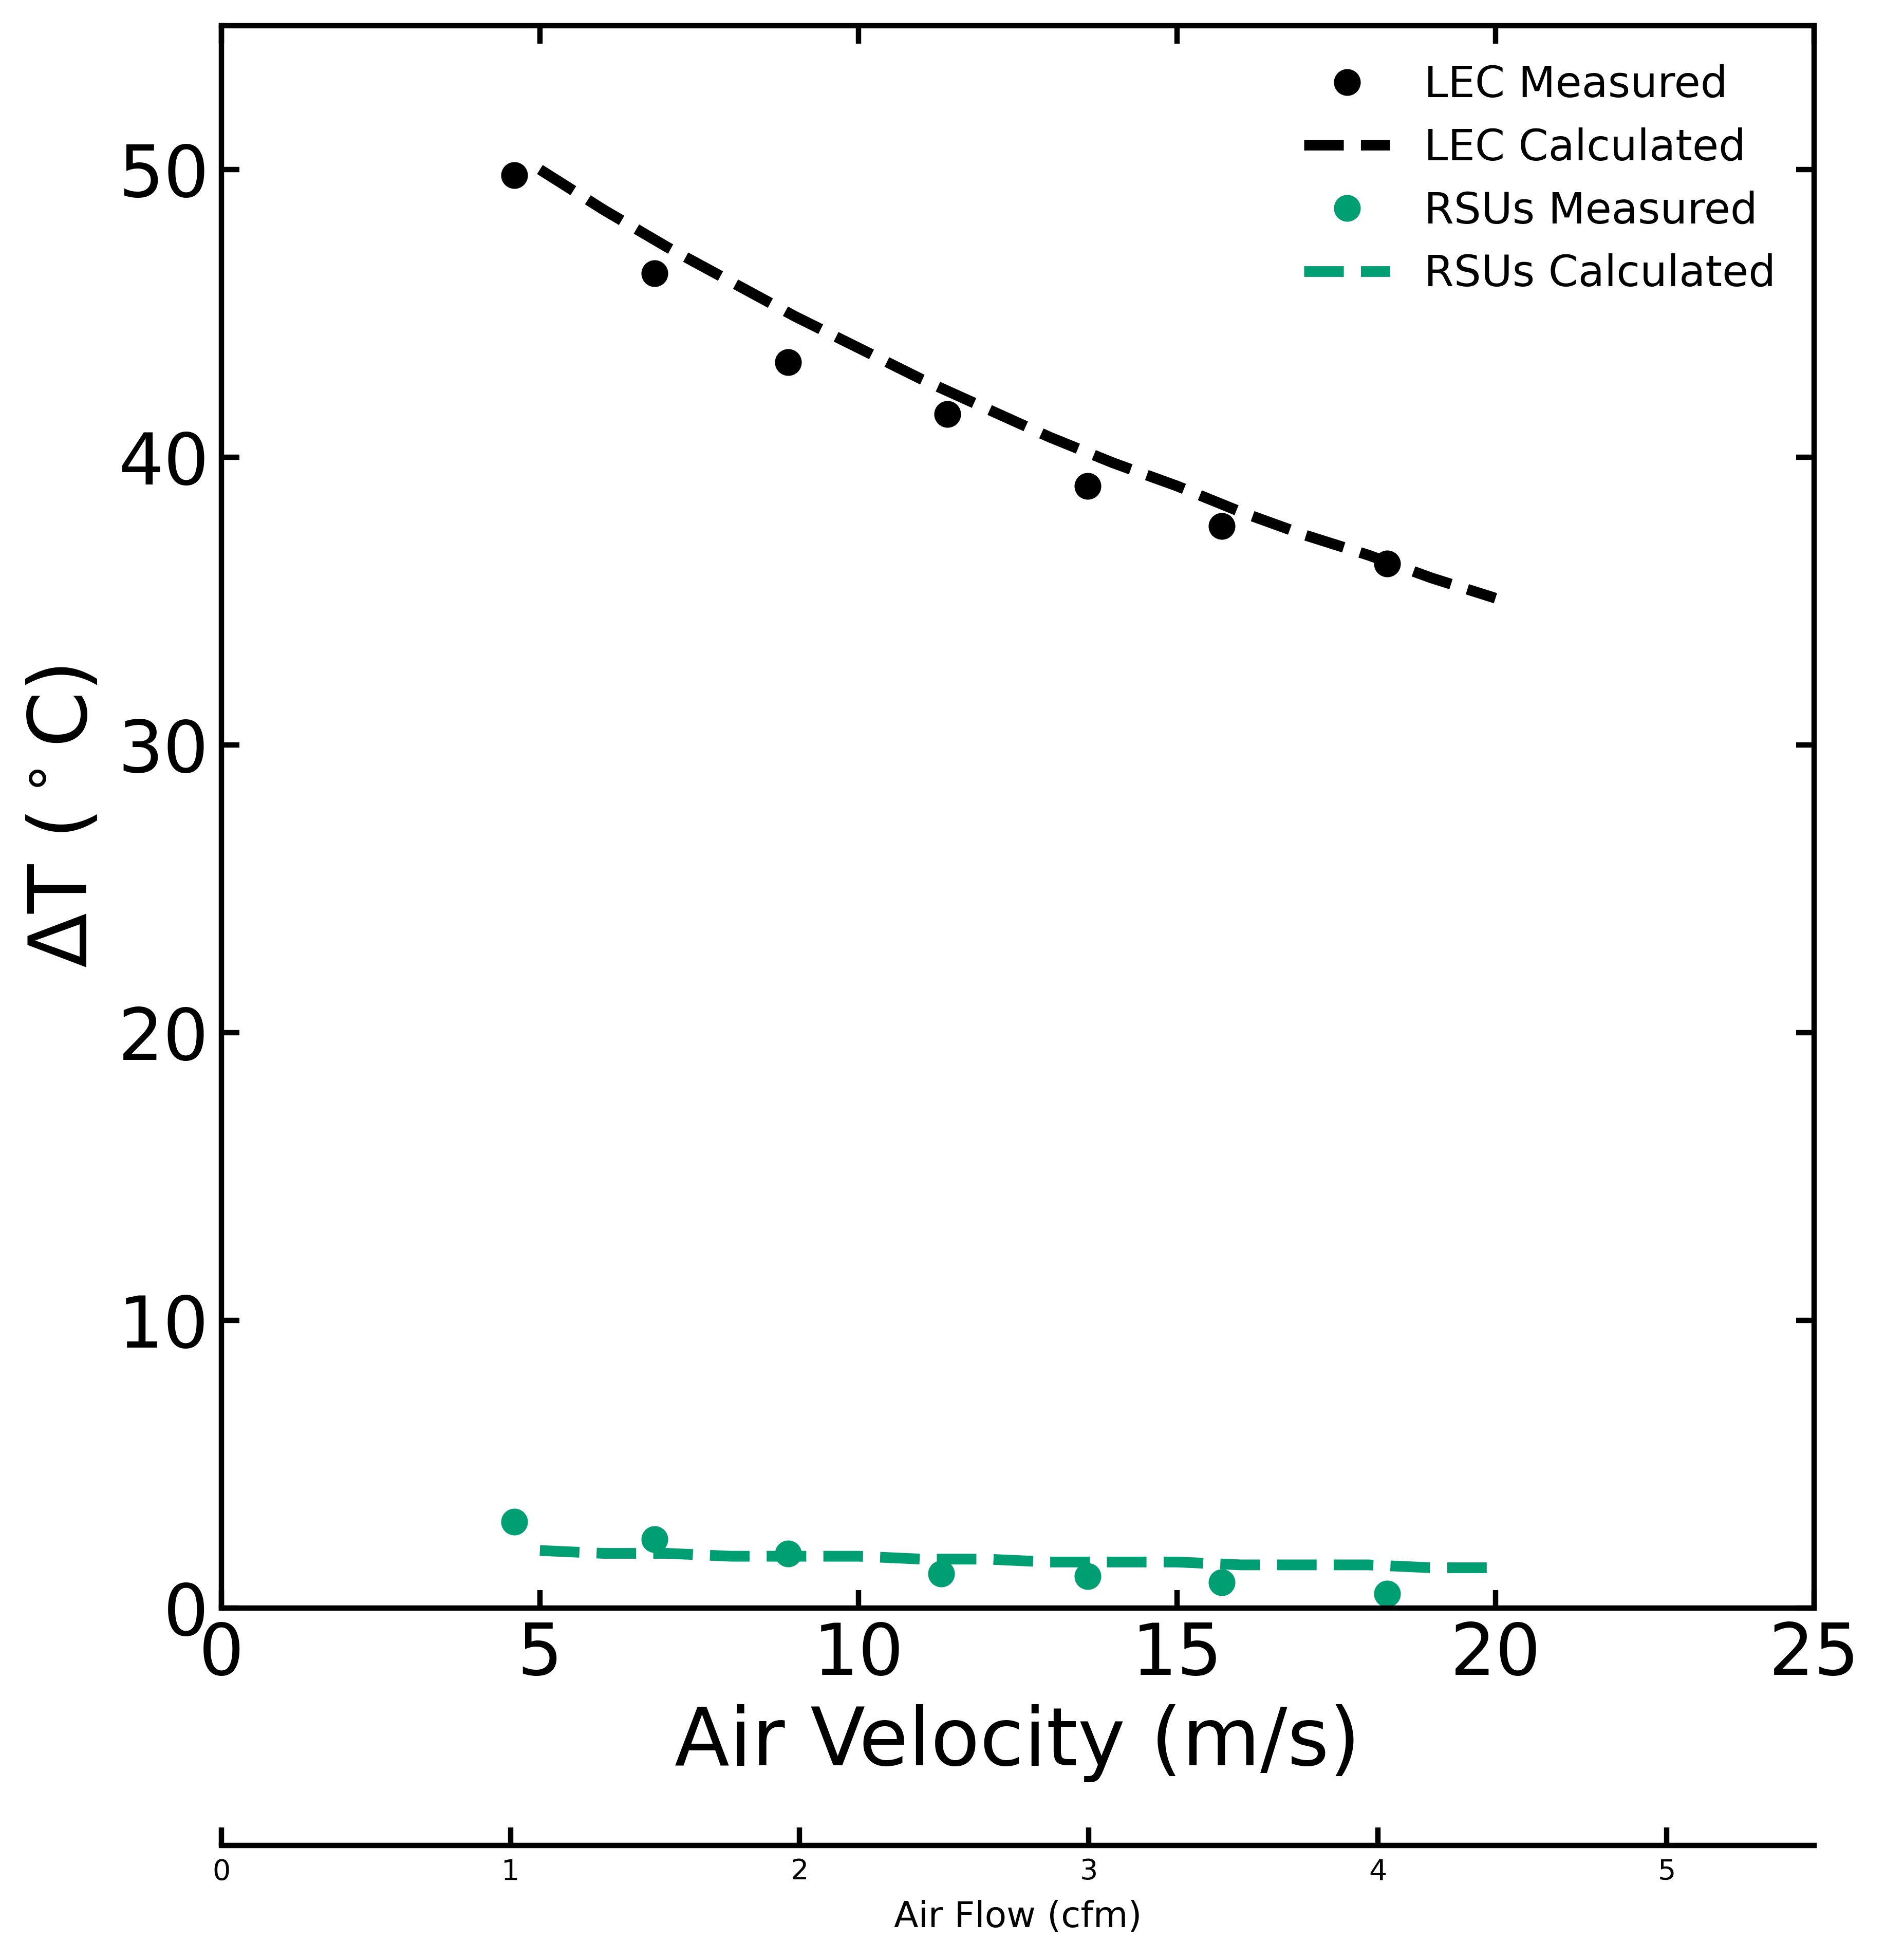 LEC Measured
LEC Calculated
RSUs Measured
RSUs Calculated
ΔT (°C)
50
40
30
20
10
0
0 5 10 15 20 25
Air Velocity (m/s)
0 1 2 3 4 5
Air Flow (cfm)